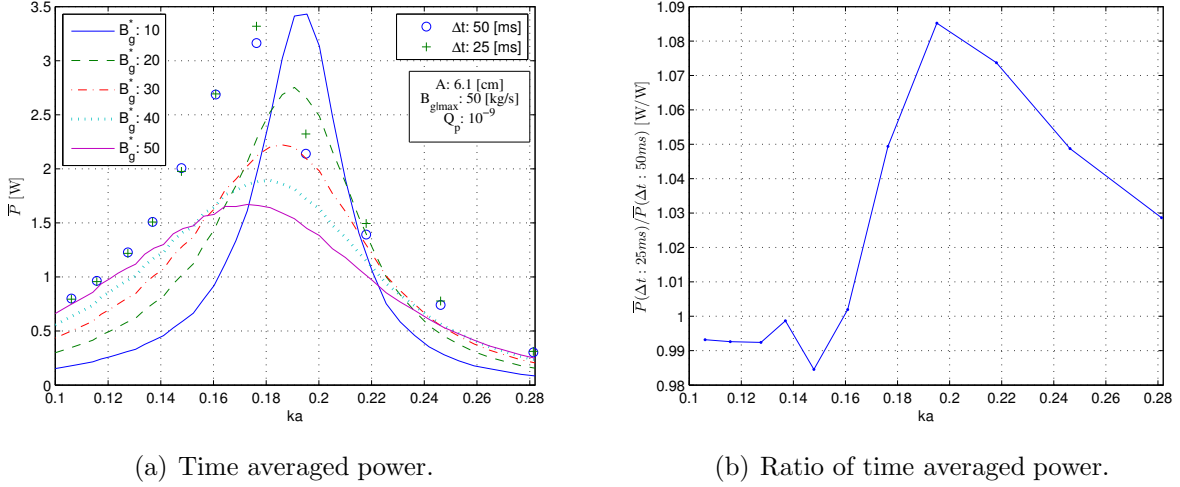 B*g: 10
B*g: 20
B*g: 30
B*g: 40
B*g: 50
Δt: 50 [ms]
Δt: 25 [ms]
A: 6.1 [cm]
Bg|max: 50 [kg/s]
Qp: 10^-9
P̅ [W]
3.5
3
2.5
2
1.5
1
0.5
0
0.1 0.12 0.14 0.16 0.18 0.2 0.22 0.24 0.26 0.28
ka
(a) Time averaged power.
P̅(Δt : 25ms)/P̅(Δt : 50ms) [W/W]
1.09
1.08
1.07
1.06
1.05
1.04
1.03
1.02
1.01
1
0.99
0.98
0.1 0.12 0.14 0.16 0.18 0.2 0.22 0.24 0.26 0.28
ka
(b) Ratio of time averaged power.